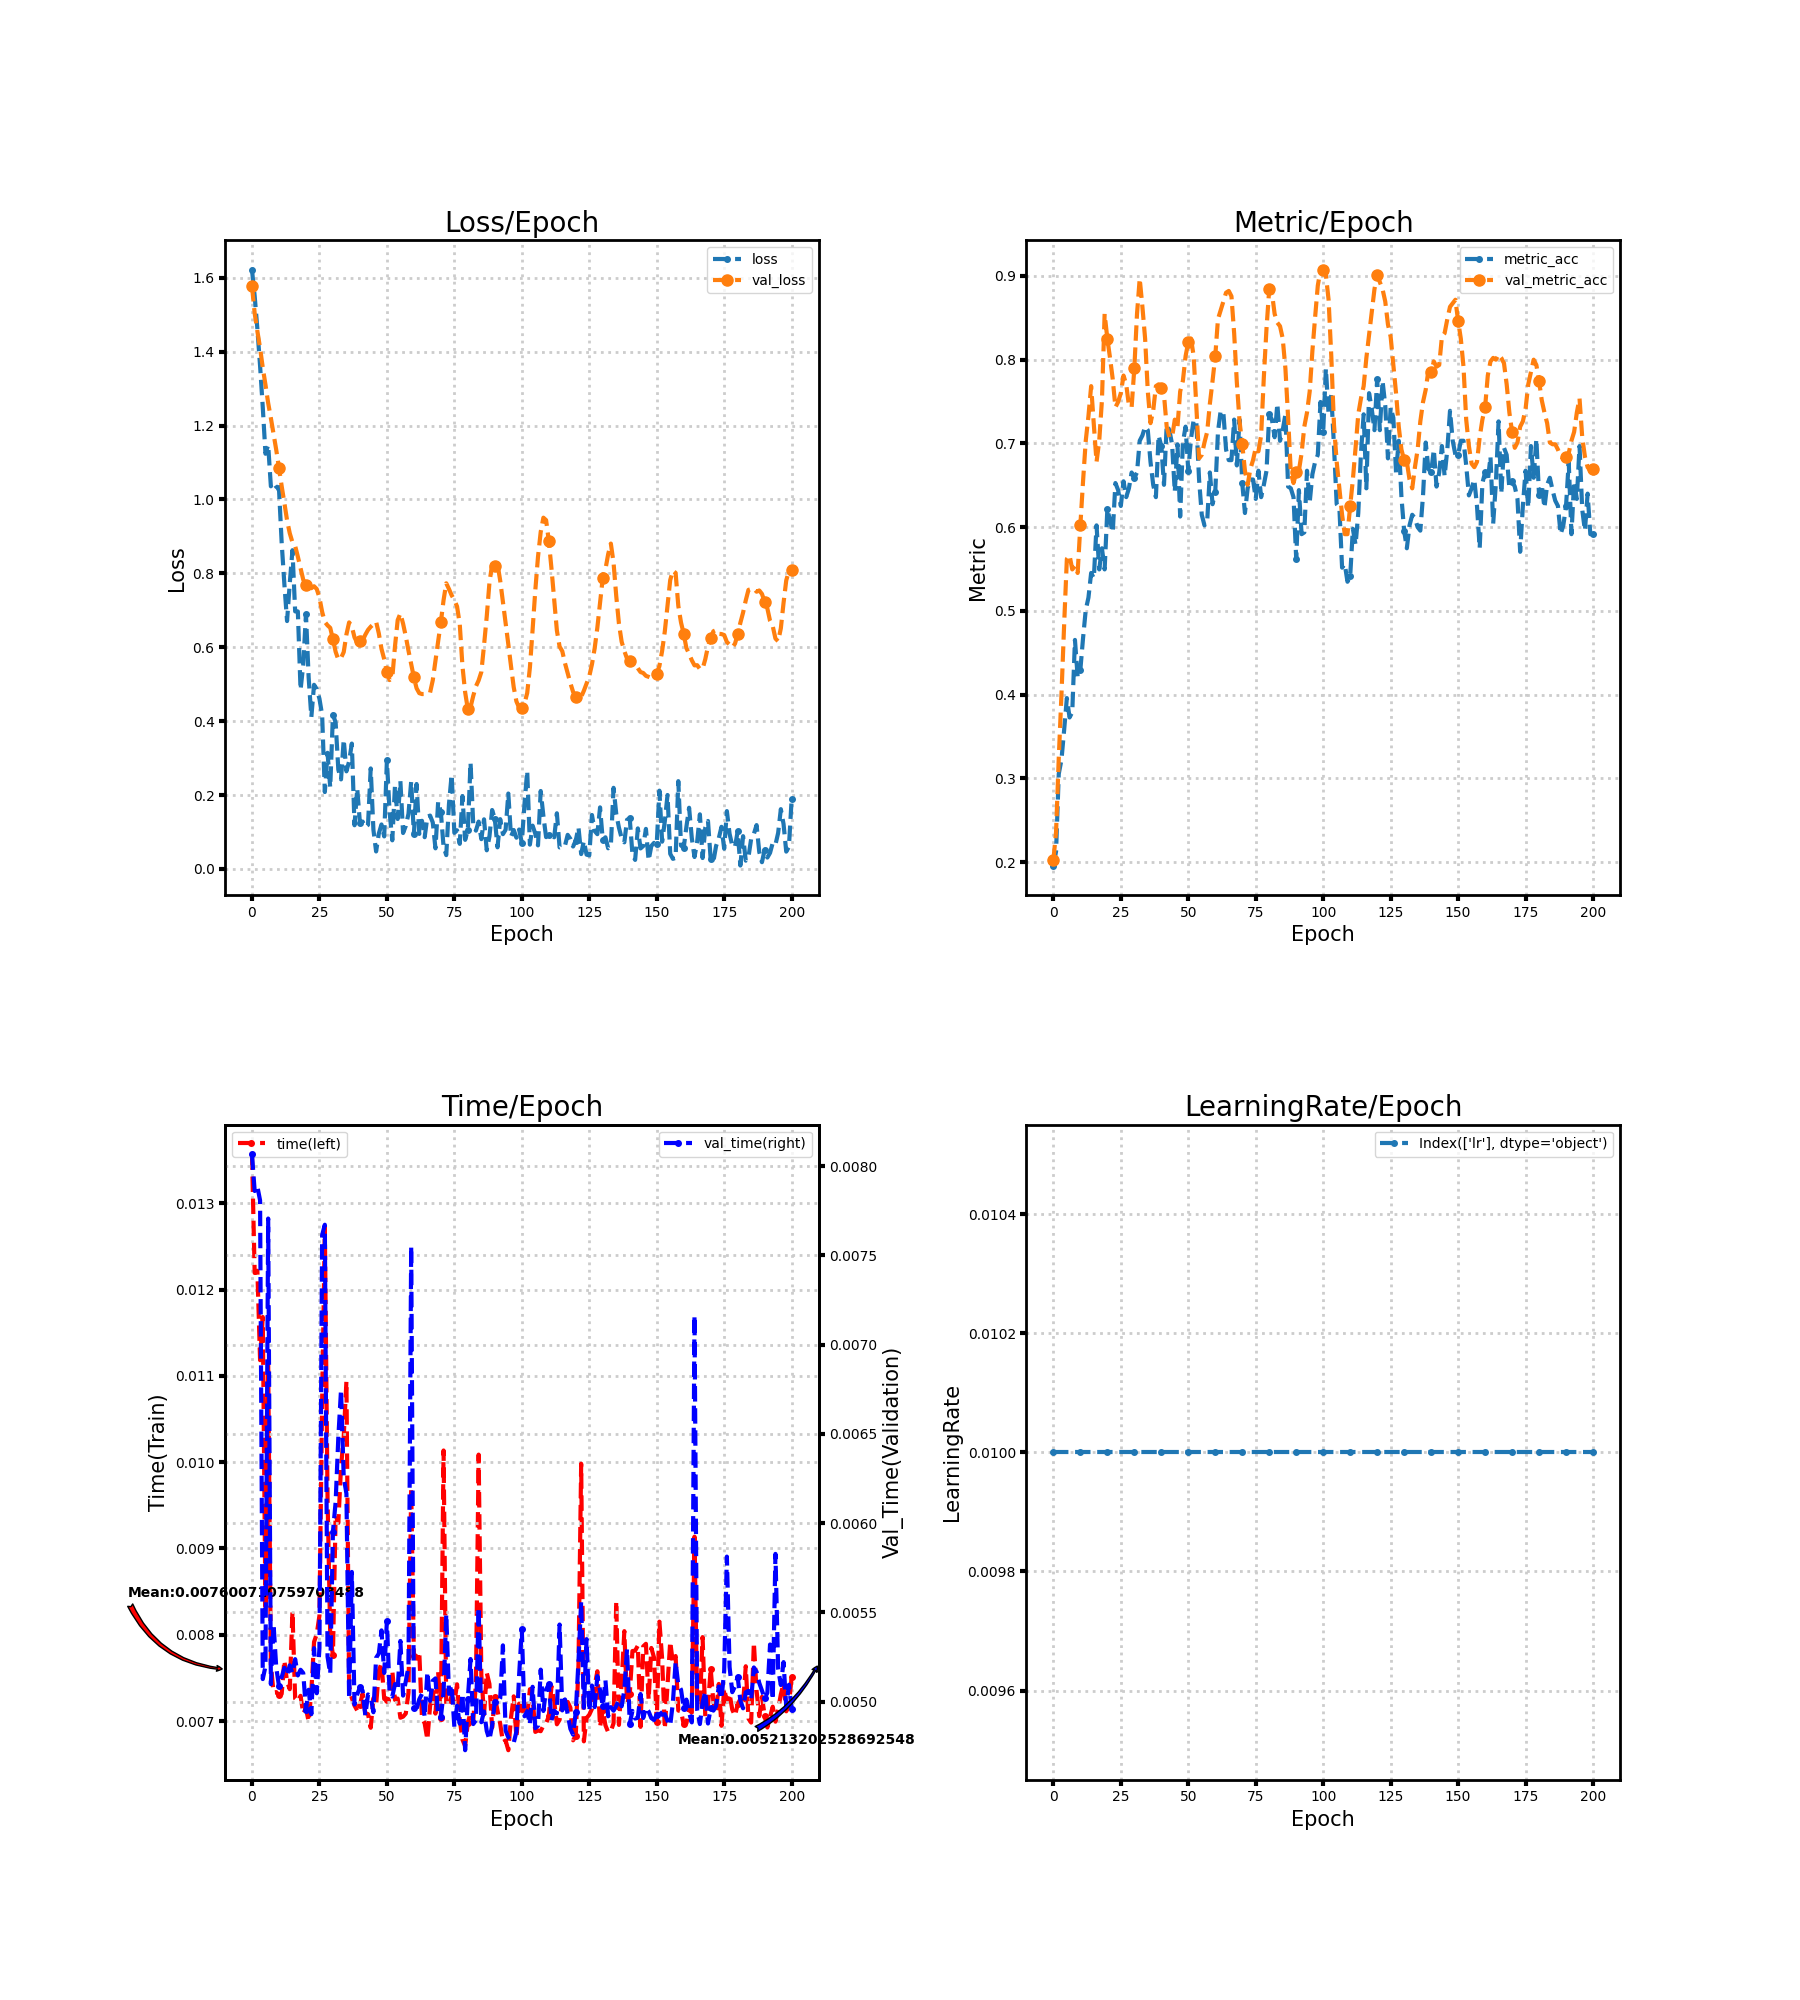 Loss/Epoch
loss
val_loss
Loss
1.6
1.4
1.2
1.0
0.8
0.6
0.4
0.2
0.0
0 25 50 75 100 125 150 175 200
Epoch
Metric/Epoch
metric_acc
val_metric_acc
Metric
0.9
0.8
0.7
0.6
0.5
0.4
0.3
0.2
0 25 50 75 100 125 150 175 200
Epoch
Time/Epoch
time(left)
val_time(right)
Time(Train)
0.013
0.012
0.011
0.010
0.009
0.008
0.007
0.0080
0.0075
0.0070
0.0065
0.0060
0.0055
0.0050
Val_Time(Validation)
Mean:0.005213202528692548
0 25 50 75 100 125 150 175 200
Epoch
LearningRate/Epoch
Index(['lr'], dtype='object')
LearningRate
0.0104
0.0102
0.0100
0.0098
0.0096
0 25 50 75 100 125 150 175 200
Epoch